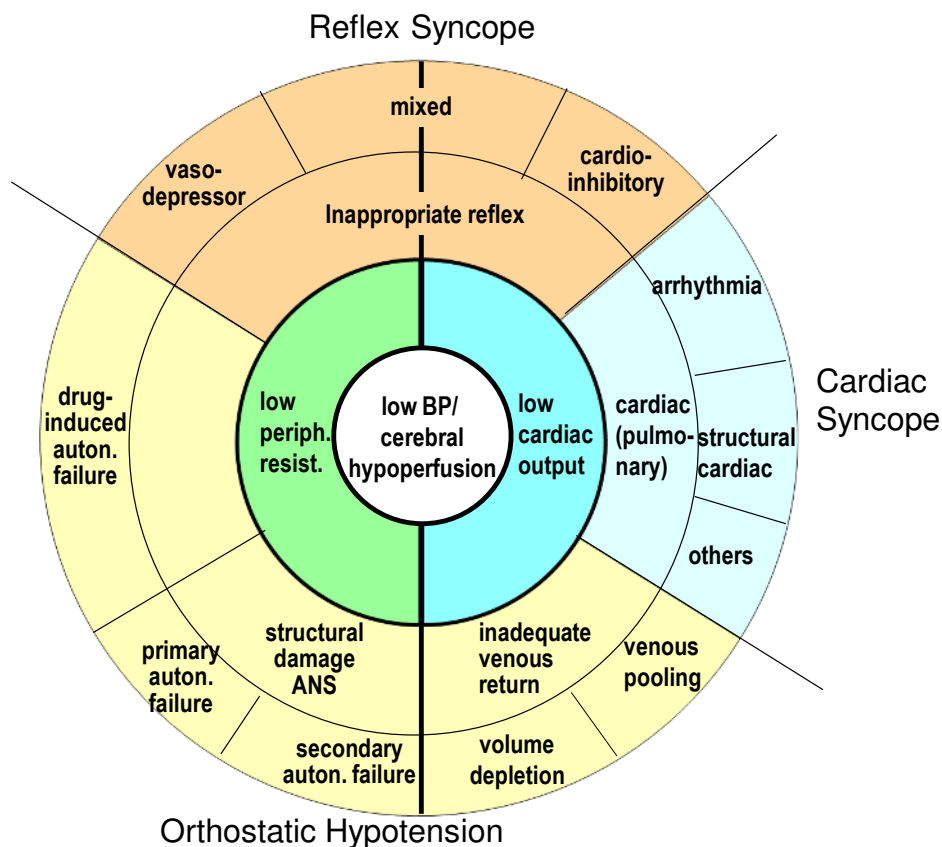 Reflex Syncope
mixed
vaso-
depressor
cardio-
inhibitory
Inappropriate reflex
arrhythmia
drug-
induced
auton.
failure
low
periph.
resist.
low BP/
cerebral
hypoperfusion
low
cardiac
output
cardiac
(pulmo-
nary)
structural
cardiac
Cardiac
Syncope
others
primary
auton.
failure
structural
damage
ANS
inadequate
venous
return
venous
pooling
secondary
auton. failure
volume
depletion
Orthostatic Hypotension